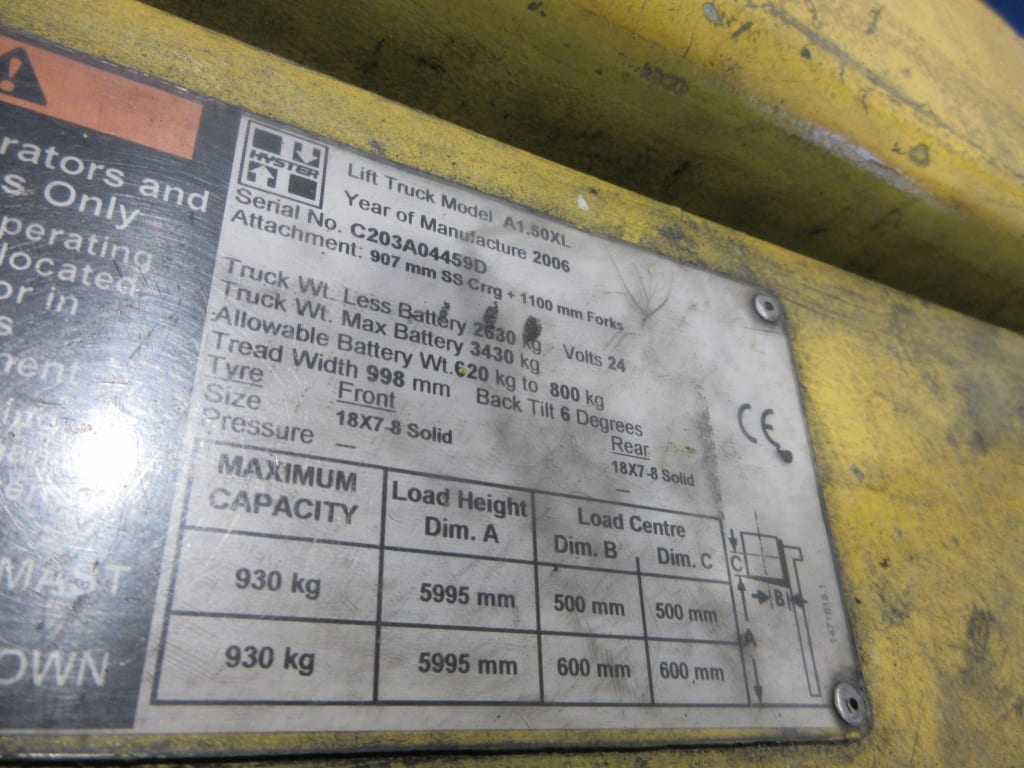 rators and
s Only
perating
located
or in
s
MAST
OWN
HYSTER
Lift Truck Model A1.50XL
Year of Manufacture 2006
Serial No. C203A04459D
Attachment: 907 mm SS Crrg + 1100 mm Forks
Truck Wt. Less Battery 2630 kg Volts 24
Truck Wt. Max Battery 3430 kg
Allowable Battery Wt. 620 kg to 800 kg
Tread Width 998 mm Back Tilt 6 Degrees
Tyre Front Rear
Size 18X7-8 Solid 18X7-8 Solid
Pressure — —
MAXIMUM CAPACITY Load Height Dim. A Load Centre Dim. B Dim. C
930 kg 5995 mm 500 mm 500 mm
930 kg 5995 mm 600 mm 600 mm
CE
C
B
A